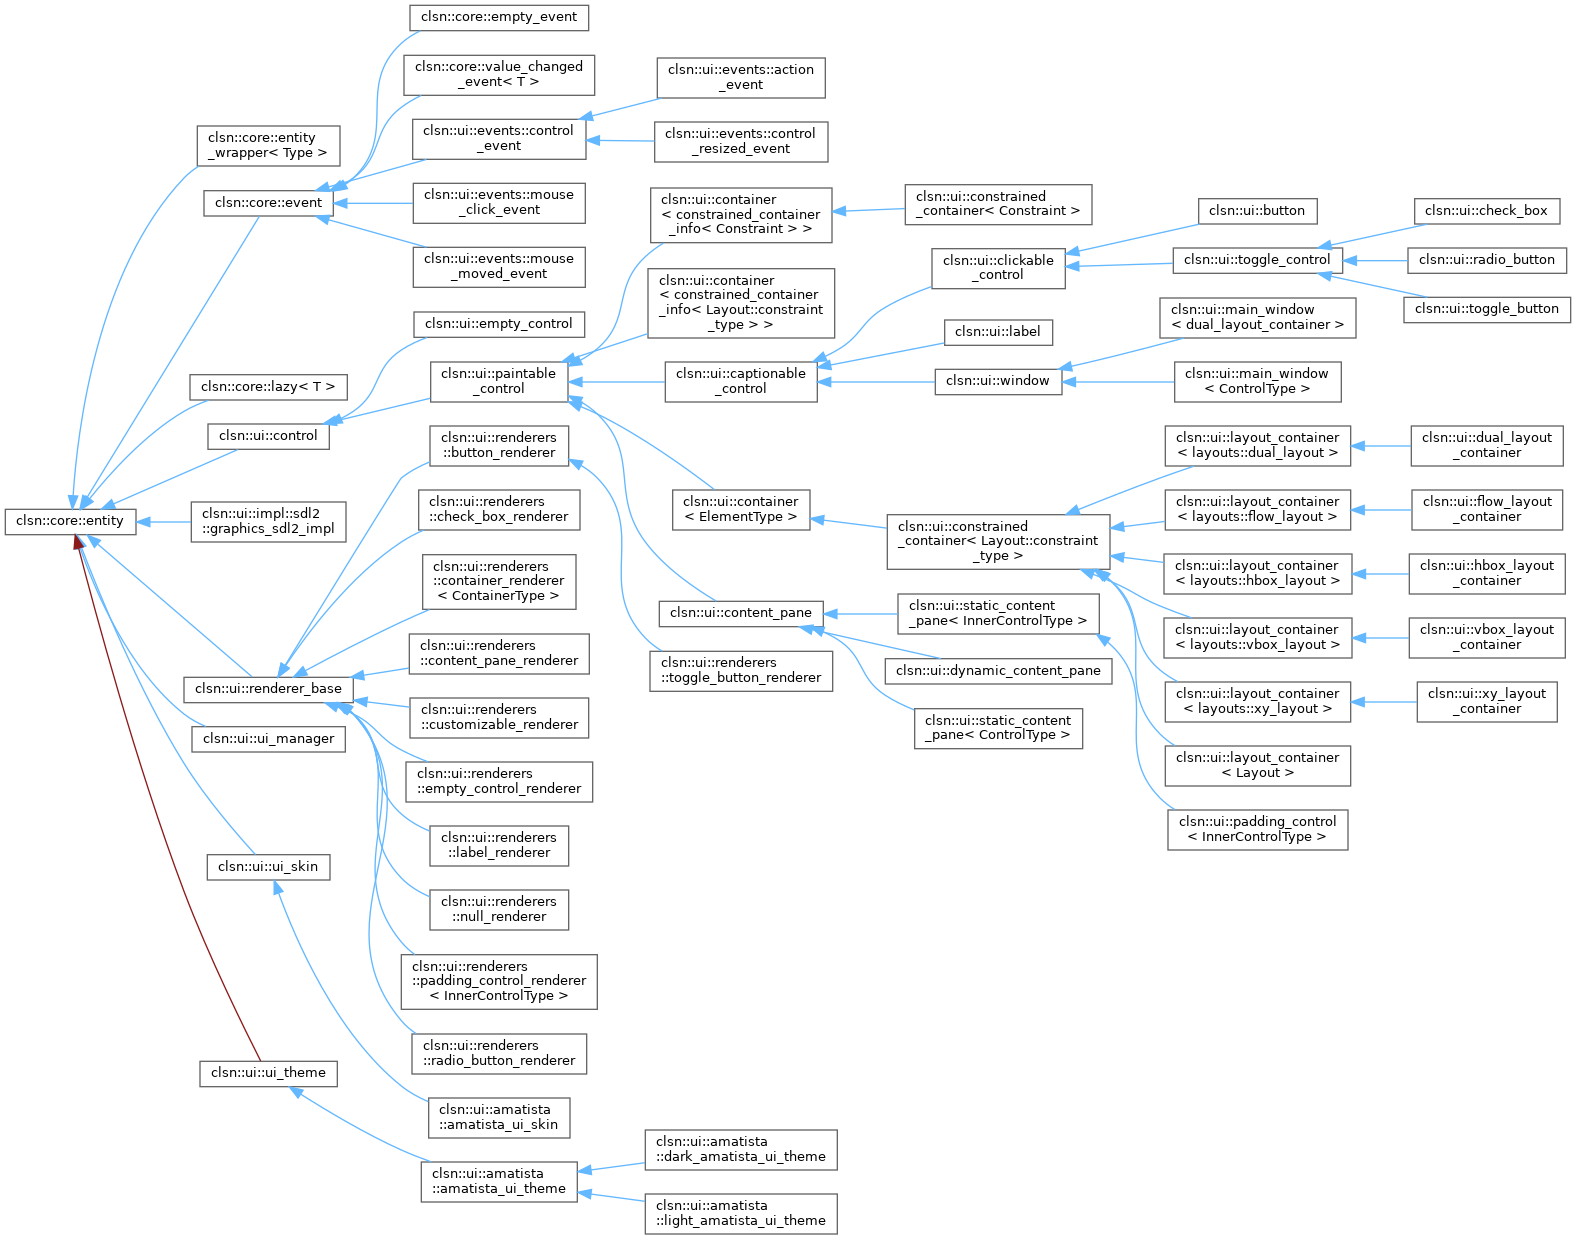 clsn::core::entity
clsn::core::entity
_wrapper< Type >
clsn::core::event
clsn::core::lazy< T >
clsn::ui::control
clsn::ui::impl::sdl2
::graphics_sdl2_impl
clsn::ui::renderer_base
clsn::ui::ui_manager
clsn::ui::ui_skin
clsn::ui::ui_theme
clsn::core::empty_event
clsn::core::value_changed
_event< T >
clsn::ui::events::control
_event
clsn::ui::events::mouse
_click_event
clsn::ui::events::mouse
_moved_event
clsn::ui::empty_control
clsn::ui::paintable
_control
clsn::ui::renderers
::button_renderer
clsn::ui::renderers
::check_box_renderer
clsn::ui::renderers
::container_renderer
< ContainerType >
clsn::ui::renderers
::content_pane_renderer
clsn::ui::renderers
::customizable_renderer
clsn::ui::renderers
::empty_control_renderer
clsn::ui::renderers
::label_renderer
clsn::ui::renderers
::null_renderer
clsn::ui::renderers
::padding_control_renderer
< InnerControlType >
clsn::ui::renderers
::radio_button_renderer
clsn::ui::amatista
::amatista_ui_skin
clsn::ui::amatista
::amatista_ui_theme
clsn::ui::events::action
_event
clsn::ui::events::control
_resized_event
clsn::ui::container
< constrained_container
_info< Constraint > >
clsn::ui::container
< constrained_container
_info< Layout::constraint
_type > >
clsn::ui::captionable
_control
clsn::ui::container
< ElementType >
clsn::ui::content_pane
clsn::ui::renderers
::toggle_button_renderer
clsn::ui::amatista
::dark_amatista_ui_theme
clsn::ui::amatista
::light_amatista_ui_theme
clsn::ui::constrained
_container< Constraint >
clsn::ui::clickable
_control
clsn::ui::label
clsn::ui::window
clsn::ui::constrained
_container< Layout::constraint
_type >
clsn::ui::static_content
_pane< InnerControlType >
clsn::ui::dynamic_content_pane
clsn::ui::static_content
_pane< ControlType >
clsn::ui::button
clsn::ui::toggle_control
clsn::ui::main_window
< dual_layout_container >
clsn::ui::main_window
< ControlType >
clsn::ui::layout_container
< layouts::dual_layout >
clsn::ui::layout_container
< layouts::flow_layout >
clsn::ui::layout_container
< layouts::hbox_layout >
clsn::ui::layout_container
< layouts::vbox_layout >
clsn::ui::layout_container
< layouts::xy_layout >
clsn::ui::layout_container
< Layout >
clsn::ui::padding_control
< InnerControlType >
clsn::ui::check_box
clsn::ui::radio_button
clsn::ui::toggle_button
clsn::ui::dual_layout
_container
clsn::ui::flow_layout
_container
clsn::ui::hbox_layout
_container
clsn::ui::vbox_layout
_container
clsn::ui::xy_layout
_container